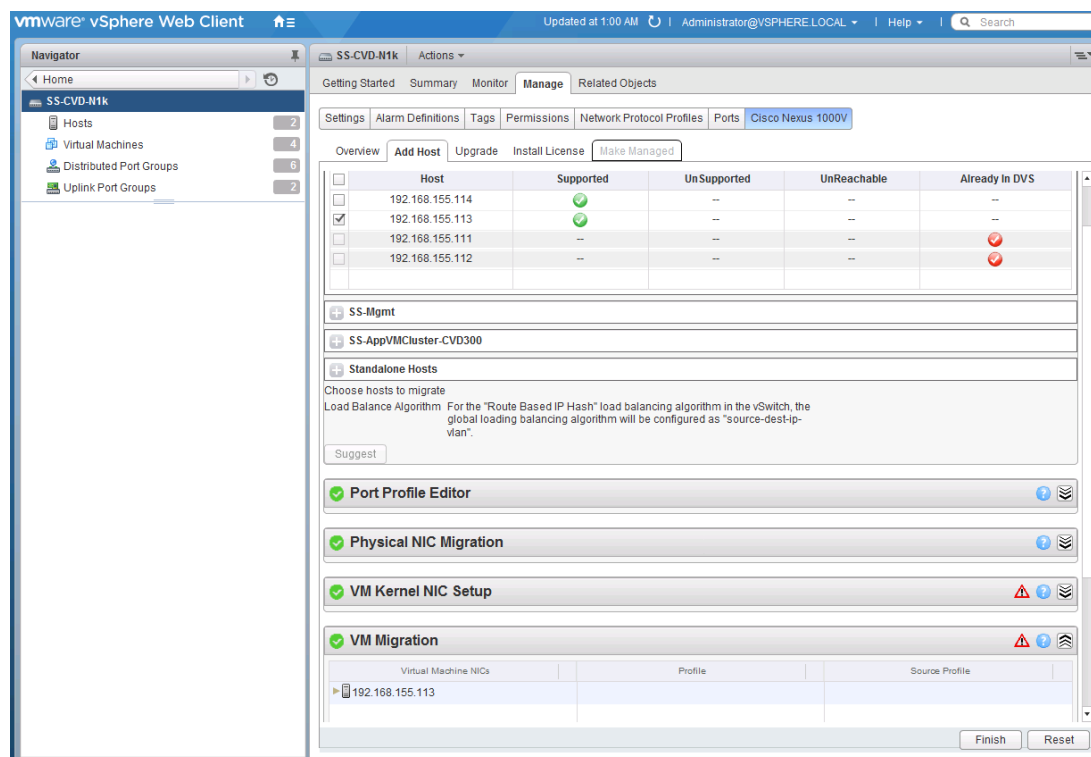 vmware® vSphere Web Client
Updated at 1:00 AM | Administrator@VSPHERE.LOCAL | Help | Search
Navigator
Home
SS-CVD-N1k
Hosts 2
Virtual Machines 4
Distributed Port Groups 6
Uplink Port Groups 2
SS-CVD-N1k Actions
Getting Started Summary Monitor Manage Related Objects
Settings Alarm Definitions Tags Permissions Network Protocol Profiles Ports Cisco Nexus 1000V
Overview Add Host Upgrade Install License Make Managed
Host Supported UnSupported UnReachable Already In DVS
192.168.155.114 -- -- --
192.168.155.113 -- -- --
192.168.155.111 -- -- --
192.168.155.112 -- -- --
SS-Mgmt
SS-AppVMCluster-CVD300
Standalone Hosts
Choose hosts to migrate
Load Balance Algorithm For the "Route Based IP Hash" load balancing algorithm in the vSwitch, the
global loading balancing algorithm will be configured as "source-dest-ip-
vlan".
Suggest
Port Profile Editor
Physical NIC Migration
VM Kernel NIC Setup
VM Migration
Virtual Machine NICs Profile Source Profile
192.168.155.113
Finish Reset